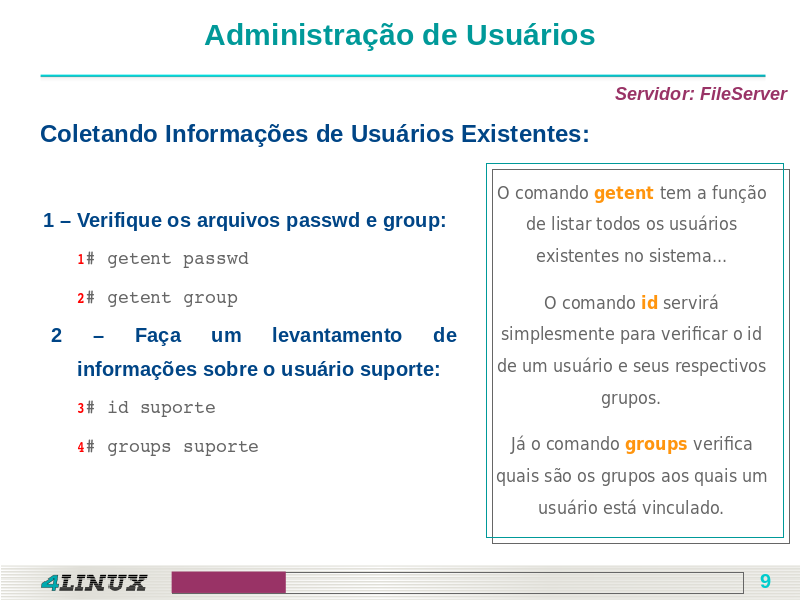 Administração de Usuários
Servidor: FileServer
Coletando Informações de Usuários Existentes:
1 – Verifique os arquivos passwd e group:
1# getent passwd
2# getent group
2 – Faça um levantamento de
informações sobre o usuário suporte:
3# id suporte
4# groups suporte
O comando getent tem a função
de listar todos os usuários
existentes no sistema...
O comando id servirá
simplesmente para verificar o id
de um usuário e seus respectivos
grupos.
Já o comando groups verifica
quais são os grupos aos quais um
usuário está vinculado.
4LINUX
9